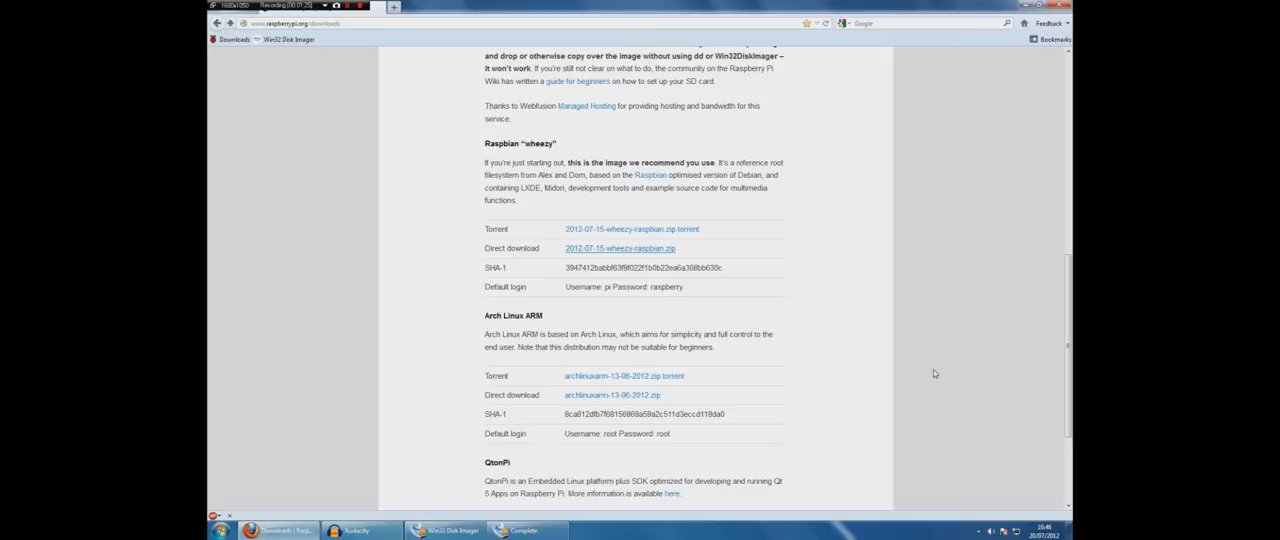 1680x1050 Recording [00:01:25]
www.raspberrypi.org/downloads
Google
Feedback
Downloads Win32 Disk Imager
Bookmarks
and drop or otherwise copy over the image without using dd or Win32DiskImager –
it won't work. If you're still not clear on what to do, the community on the Raspberry Pi
Wiki has written a guide for beginners on how to set up your SD card.
Thanks to Webfusion Managed Hosting for providing hosting and bandwidth for this
service.
Raspbian “wheezy”
If you're just starting out, this is the image we recommend you use. It's a reference root
filesystem from Alex and Dom, based on the Raspbian optimised version of Debian, and
containing LXDE, Midori, development tools and example source code for multimedia
functions.
Torrent 2012-07-15-wheezy-raspbian.zip.torrent
Direct download 2012-07-15-wheezy-raspbian.zip
SHA-1 3947412babbf63f9f022f1b0b22ea6a308bb630c
Default login Username: pi Password: raspberry
Arch Linux ARM
Arch Linux ARM is based on Arch Linux, which aims for simplicity and full control to the
end user. Note that this distribution may not be suitable for beginners.
Torrent archlinuxarm-13-06-2012.zip.torrent
Direct download archlinuxarm-13-06-2012.zip
SHA-1 8ca812dfb7f68156869a59a2c511d3eccd118da0
Default login Username: root Password: root
QtonPi
QtonPi is an Embedded Linux platform plus SDK optimized for developing and running Qt
5 Apps on Raspberry Pi. More information is available here.
Downloads | Rasp... Audacity Win32 Disk Imager Complete
16:46
20/07/2012